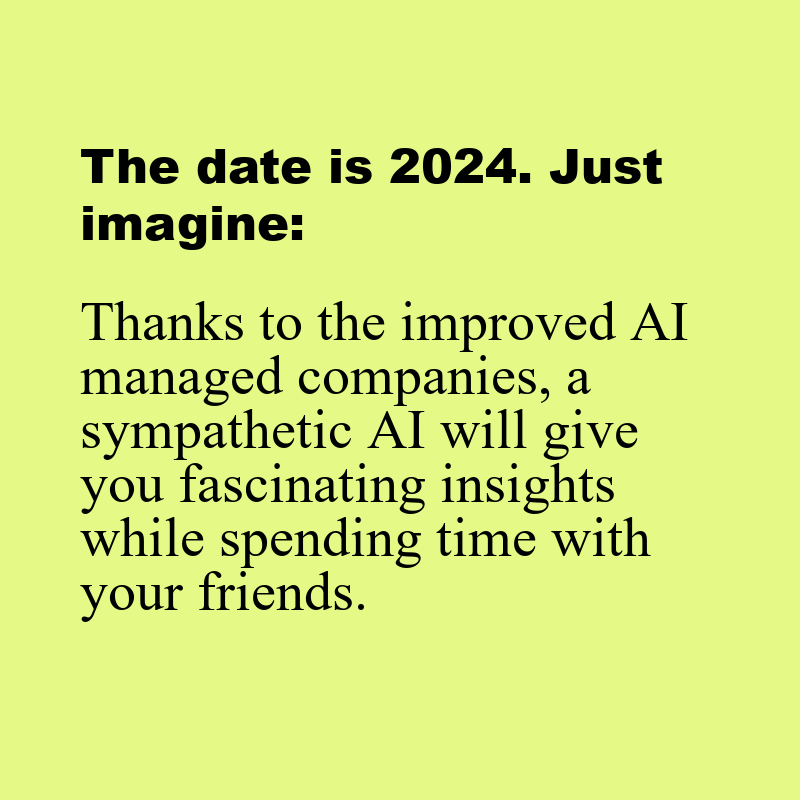 The date is 2024. Just
imagine:
Thanks to the improved AI
managed companies, a
sympathetic AI will give
you fascinating insights
while spending time with
your friends.